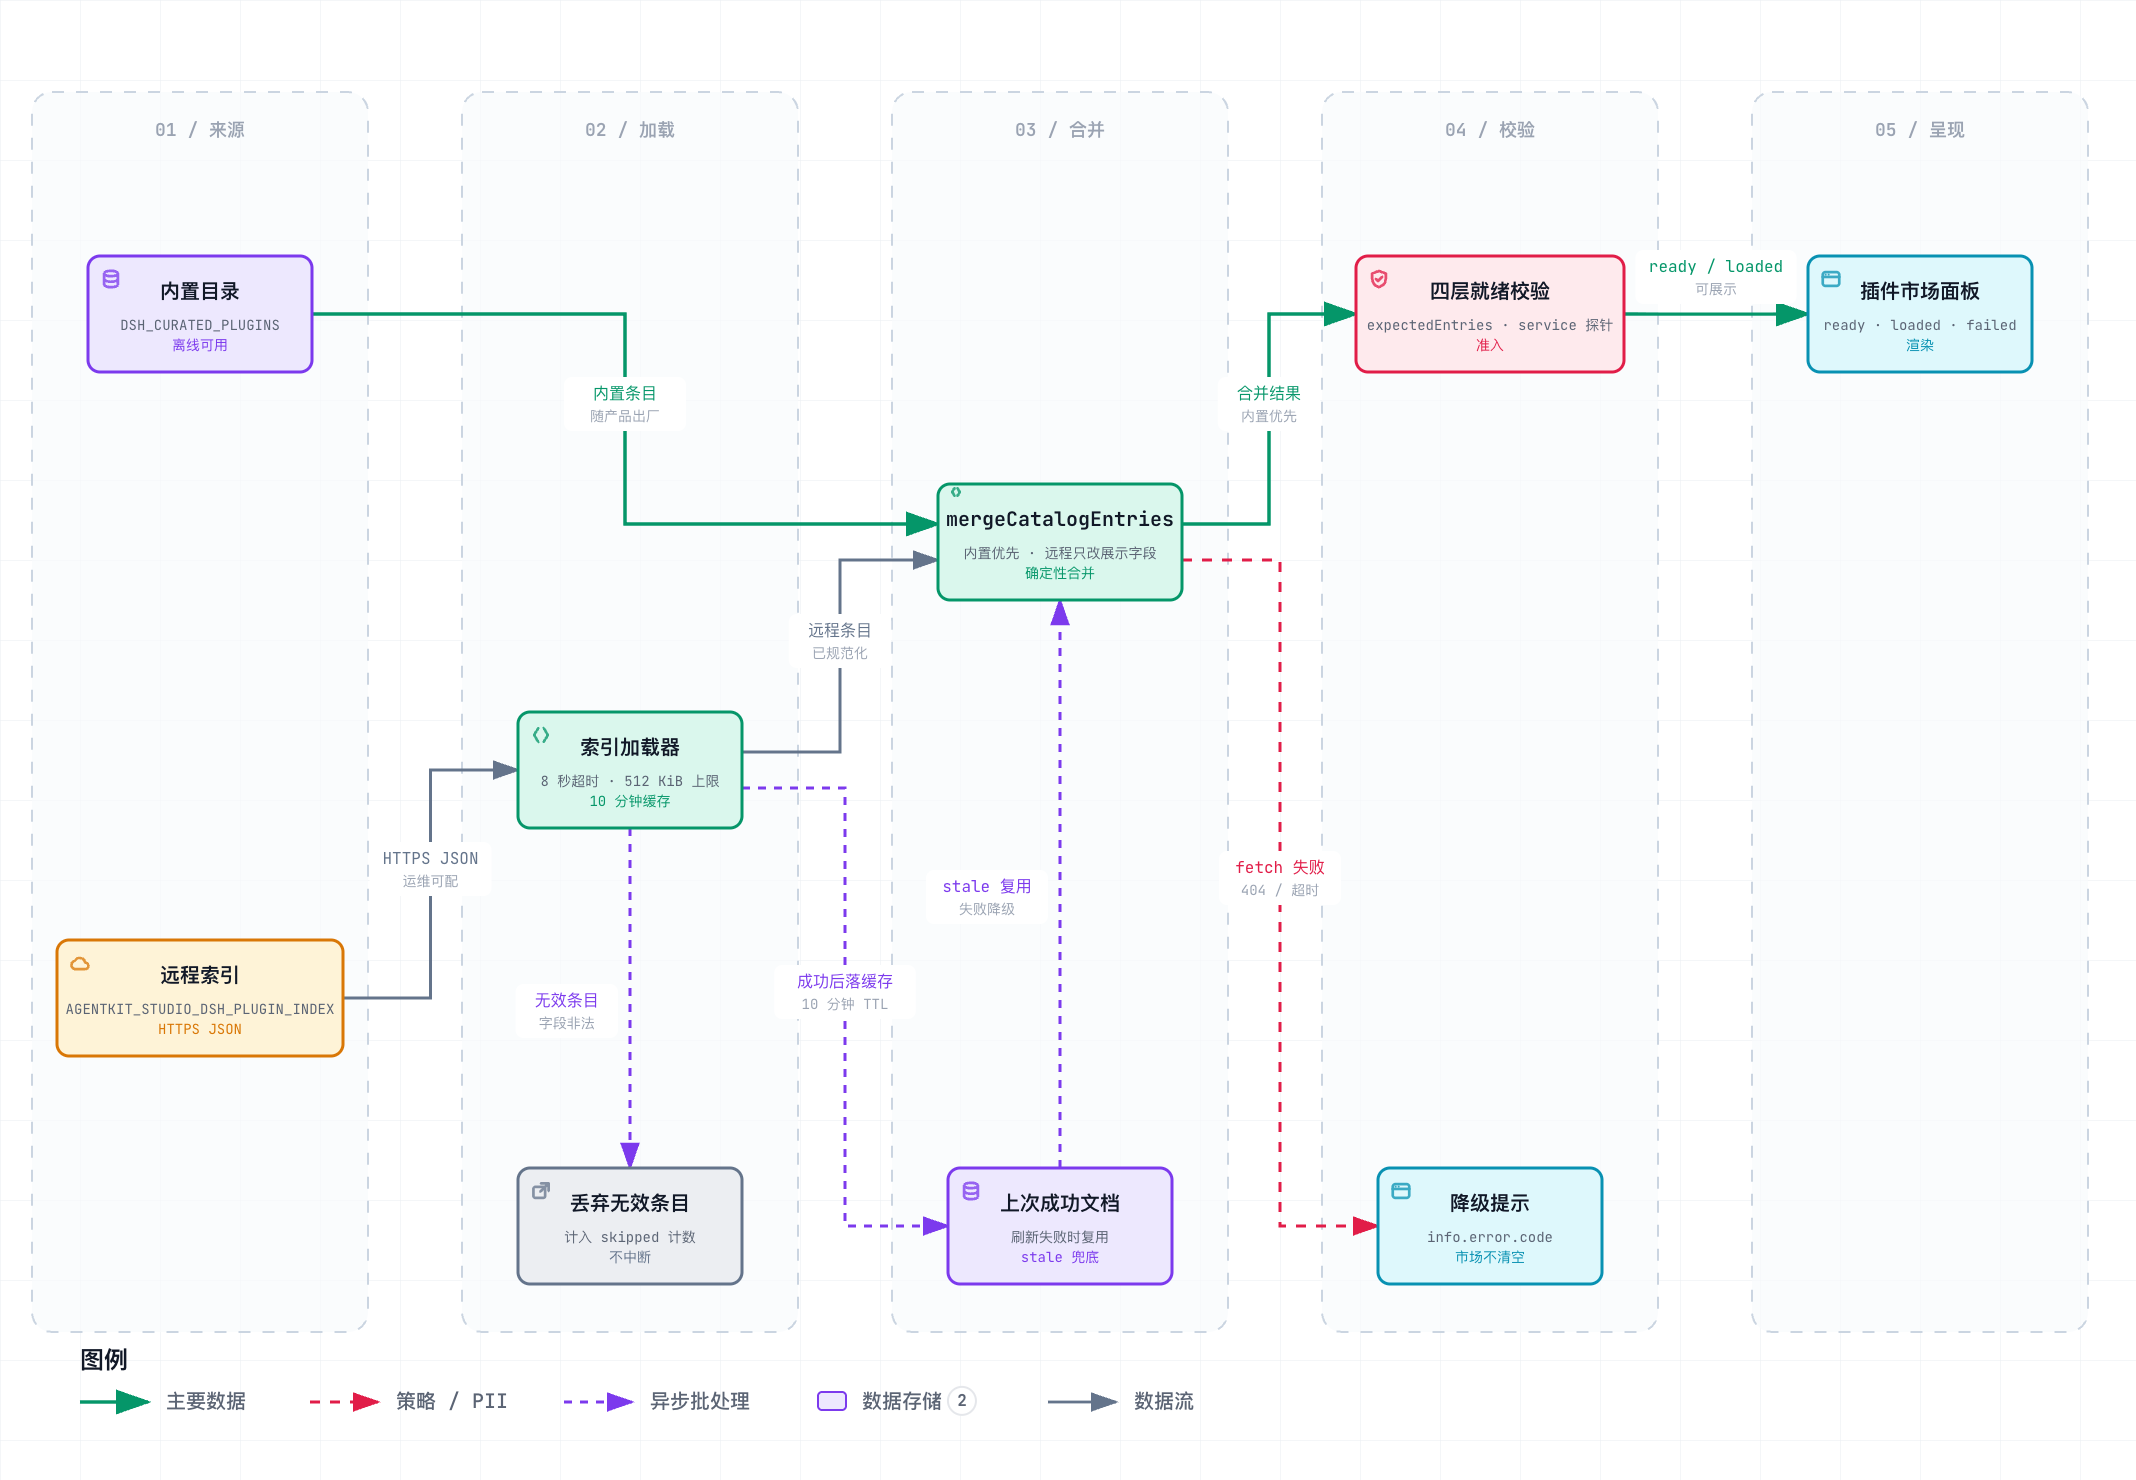 01 / 来源
02 / 加载
03 / 合并
04 / 校验
05 / 呈现
内置目录
DSH_CURATED_PLUGINS
离线可用
四层就绪校验
expectedEntries · service 探针
准入
ready / loaded
可展示
插件市场面板
ready · loaded · failed
渲染
内置条目
随产品出厂
合并结果
内置优先
mergeCatalogEntries
内置优先 · 远程只改展示字段
确定性合并
远程条目
已规范化
索引加载器
8 秒超时 · 512 KiB 上限
10 分钟缓存
HTTPS JSON
运维可配
stale 复用
失败降级
fetch 失败
404 / 超时
远程索引
AGENTKIT_STUDIO_DSH_PLUGIN_INDEX
HTTPS JSON
无效条目
字段非法
成功后落缓存
10 分钟 TTL
丢弃无效条目
计入 skipped 计数
不中断
上次成功文档
刷新失败时复用
stale 兜底
降级提示
info.error.code
市场不清空
图例
主要数据
策略 / PII
异步批处理
数据存储 2
数据流